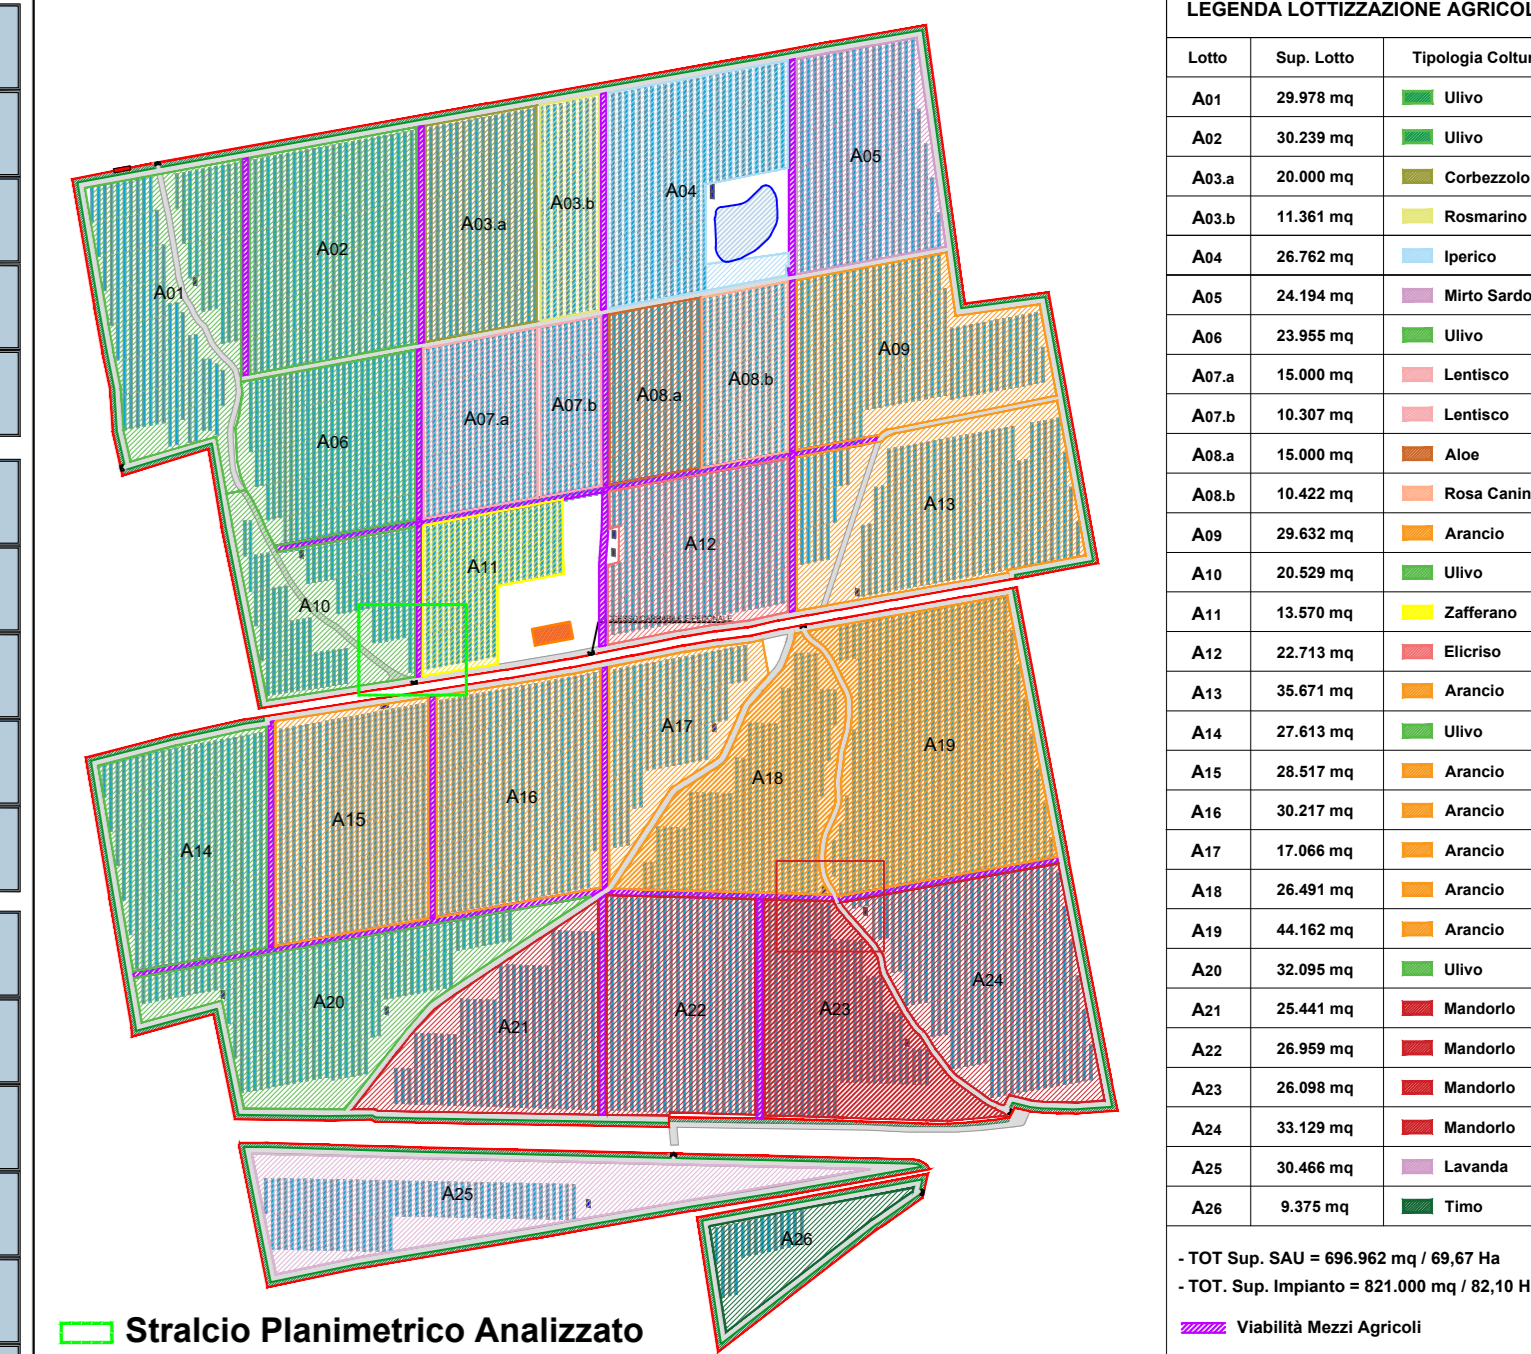 LEGENDA LOTTIZZAZIONE AGRICOL
Lotto Sup. Lotto Tipologia Coltur
A01 29.978 mq Ulivo
A02 30.239 mq Ulivo
A03.a 20.000 mq Corbezzolo
A03.b 11.361 mq Rosmarino
A04 26.762 mq Iperico
A05 24.194 mq Mirto Sardo
A06 23.955 mq Ulivo
A07.a 15.000 mq Lentisco
A07.b 10.307 mq Lentisco
A08.a 15.000 mq Aloe
A08.b 10.422 mq Rosa Canin
A09 29.632 mq Arancio
A10 20.529 mq Ulivo
A11 13.570 mq Zafferano
A12 22.713 mq Elicriso
A13 35.671 mq Arancio
A14 27.613 mq Ulivo
A15 28.517 mq Arancio
A16 30.217 mq Arancio
A17 17.066 mq Arancio
A18 26.491 mq Arancio
A19 44.162 mq Arancio
A20 32.095 mq Ulivo
A21 25.441 mq Mandorlo
A22 26.959 mq Mandorlo
A23 26.098 mq Mandorlo
A24 33.129 mq Mandorlo
A25 30.466 mq Lavanda
A26 9.375 mq Timo
- TOT Sup. SAU = 696.962 mq / 69,67 Ha
- TOT. Sup. Impianto = 821.000 mq / 82,10 H
Viabilità Mezzi Agricoli
A05
A04
A03.b
A03.a
A02
A01
A09
A08.b
A08.a
A07.b
A07.a
A06
A13
A12
A11
A10
A17
A19
A18
A16
A15
A14
A24
A23
A22
A21
A20
A25
A26
Stralcio Planimetrico Analizzato